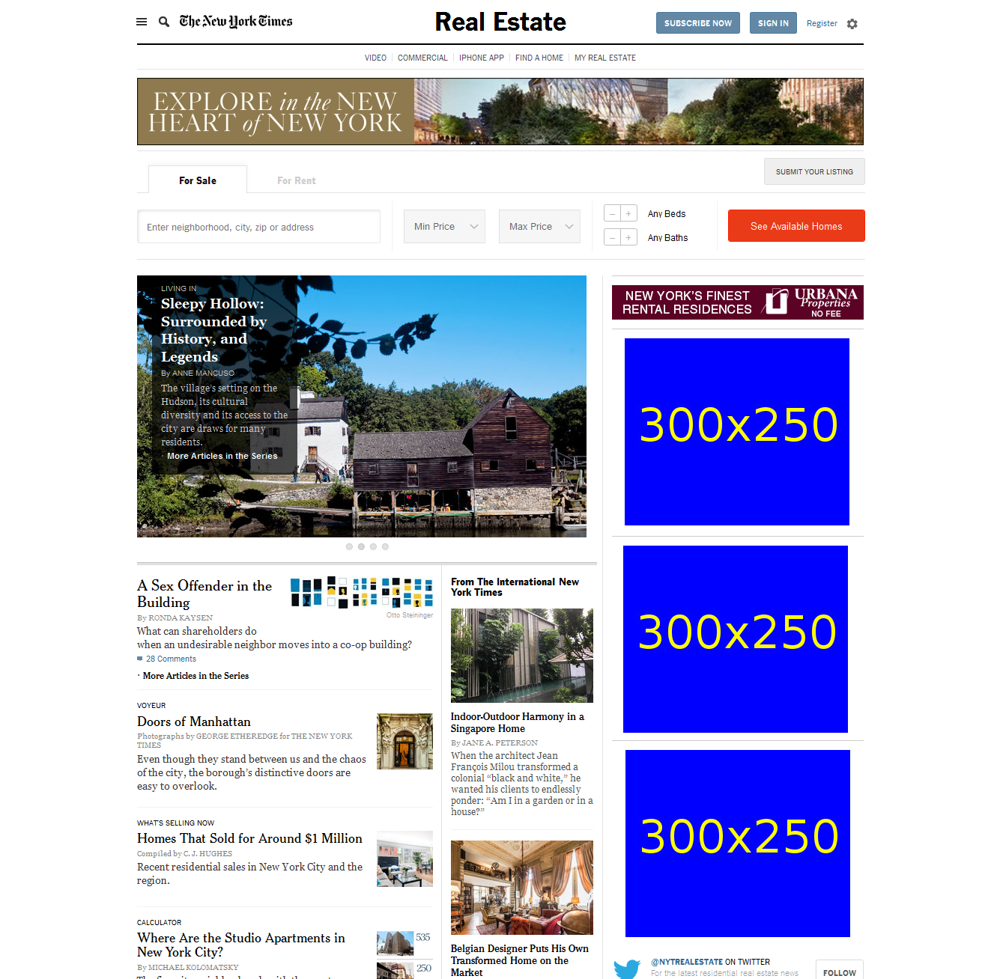 The New York Times
Real Estate
SUBSCRIBE NOW
SIGN IN
Register
VIDEO
COMMERCIAL
IPHONE APP
FIND A HOME
MY REAL ESTATE
EXPLORE in the NEW
HEART of NEW YORK
For Sale
For Rent
SUBMIT YOUR LISTING
Enter neighborhood, city, zip or address
Min Price
Max Price
– + Any Beds
– + Any Baths
See Available Homes
LIVING IN
Sleepy Hollow:
Surrounded by
History, and
Legends
By ANNE MANCUSO
The village's setting on the
Hudson, its cultural
diversity and its access to the
city are draws for many
residents.
· More Articles in the Series
NEW YORK'S FINEST
RENTAL RESIDENCES
URBANA
Properties
NO FEE
300x250
300x250
300x250
A Sex Offender in the
Building
By RONDA KAYSEN
Otto Steininger
What can shareholders do
when an undesirable neighbor moves into a co-op building?
28 Comments
· More Articles in the Series
VOYEUR
Doors of Manhattan
Photographs by GEORGE ETHEREDGE for THE NEW YORK
TIMES
Even though they stand between us and the chaos
of the city, the borough's distinctive doors are
easy to overlook.
WHAT'S SELLING NOW
Homes That Sold for Around $1 Million
Compiled by C. J. HUGHES
Recent residential sales in New York City and the
region.
CALCULATOR
Where Are the Studio Apartments in
New York City?
By MICHAEL KOLOMATSKY
535
250
From The International New
York Times
Indoor-Outdoor Harmony in a
Singapore Home
By JANE A. PETERSON
When the architect Jean
François Milou transformed a
colonial “black and white,” he
wanted his clients to endlessly
ponder: “Am I in a garden or in a
house?”
Belgian Designer Puts His Own
Transformed Home on the
Market
@NYTREALESTATE ON TWITTER
For the latest residential real estate news
FOLLOW